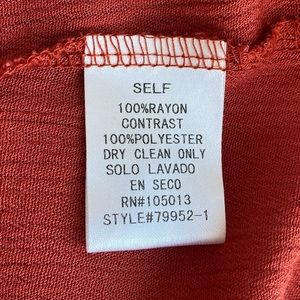 SELF
100%RAYON
CONTRAST
100%POLYESTER
DRY CLEAN ONLY
SOLO LAVADO
EN SECO
RN#105013
STYLE#79952-1